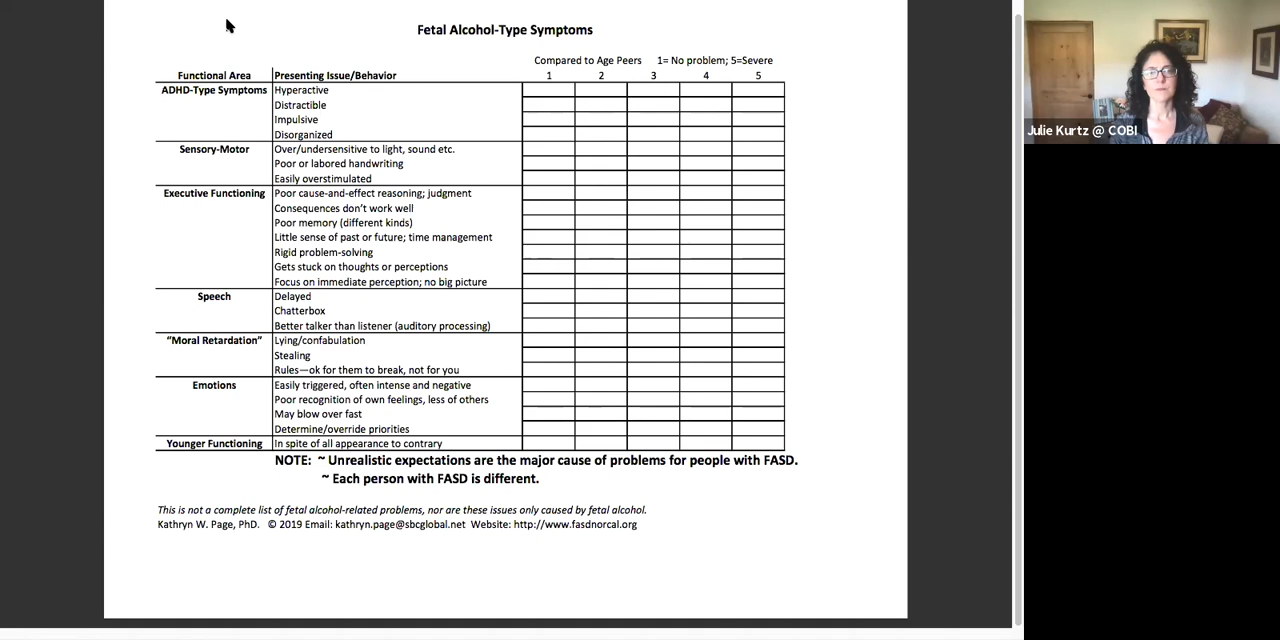 Fetal Alcohol-Type Symptoms
Compared to Age Peers 1= No problem; 5=Severe
Functional Area Presenting Issue/Behavior 1 2 3 4 5
ADHD-Type Symptoms Hyperactive
Distractible
Impulsive
Disorganized
Sensory-Motor Over/undersensitive to light, sound etc.
Poor or labored handwriting
Easily overstimulated
Executive Functioning Poor cause-and-effect reasoning; judgment
Consequences don’t work well
Poor memory (different kinds)
Little sense of past or future; time management
Rigid problem-solving
Gets stuck on thoughts or perceptions
Focus on immediate perception; no big picture
Speech Delayed
Chatterbox
Better talker than listener (auditory processing)
“Moral Retardation” Lying/confabulation
Stealing
Rules—ok for them to break, not for you
Emotions Easily triggered, often intense and negative
Poor recognition of own feelings, less of others
May blow over fast
Determine/override priorities
Younger Functioning In spite of all appearance to contrary
NOTE: ~ Unrealistic expectations are the major cause of problems for people with FASD.
~ Each person with FASD is different.
This is not a complete list of fetal alcohol-related problems, nor are these issues only caused by fetal alcohol.
Kathryn W. Page, PhD. © 2019 Email: kathryn.page@sbcglobal.net Website: http://www.fasdnorcal.org
Julie Kurtz @ COBI